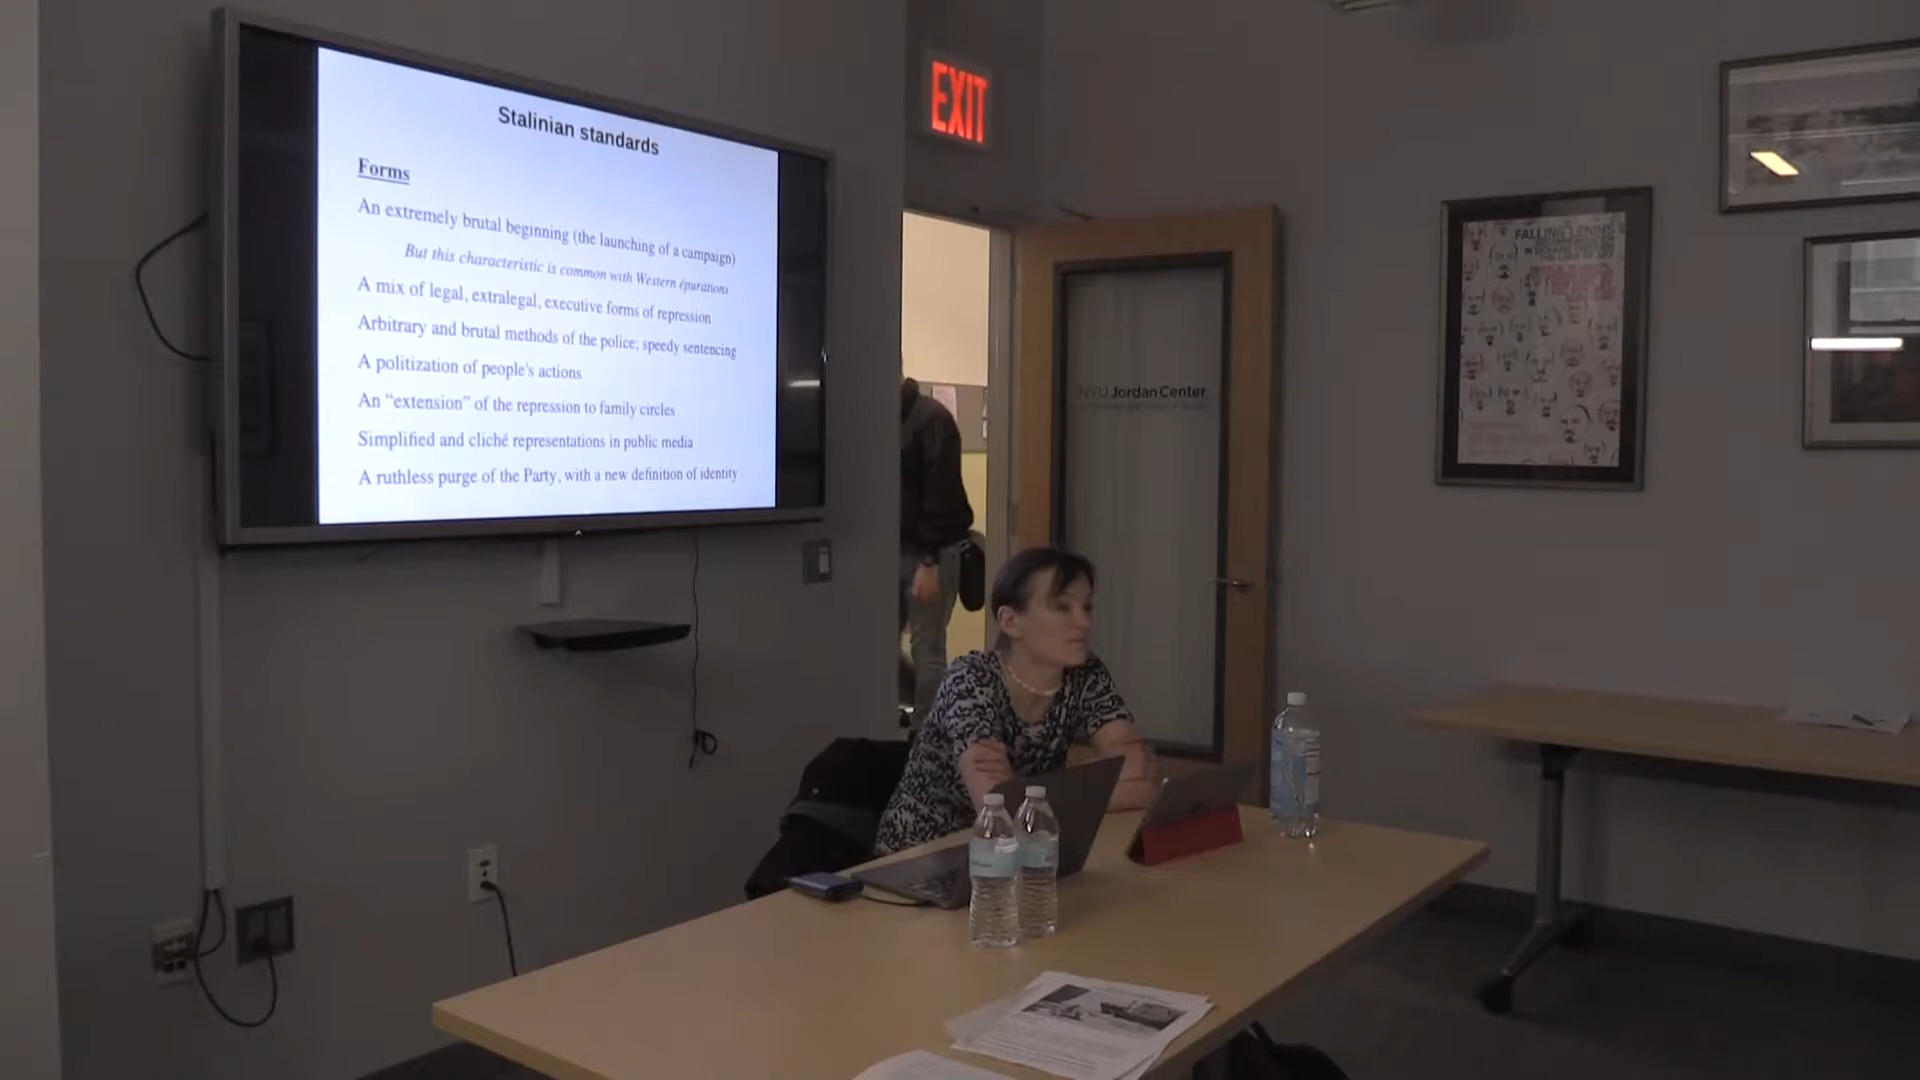 Stalinian standards
Forms
An extremely brutal beginning (the launching of a campaign)
But this characteristic is common with Western épurations
A mix of legal, extralegal, executive forms of repression
Arbitrary and brutal methods of the police; speedy sentencing
A politization of people's actions
An “extension” of the repression to family circles
Simplified and cliché representations in public media
A ruthless purge of the Party, with a new definition of identity
EXIT
NYU Jordan Center
FALLING LENINS